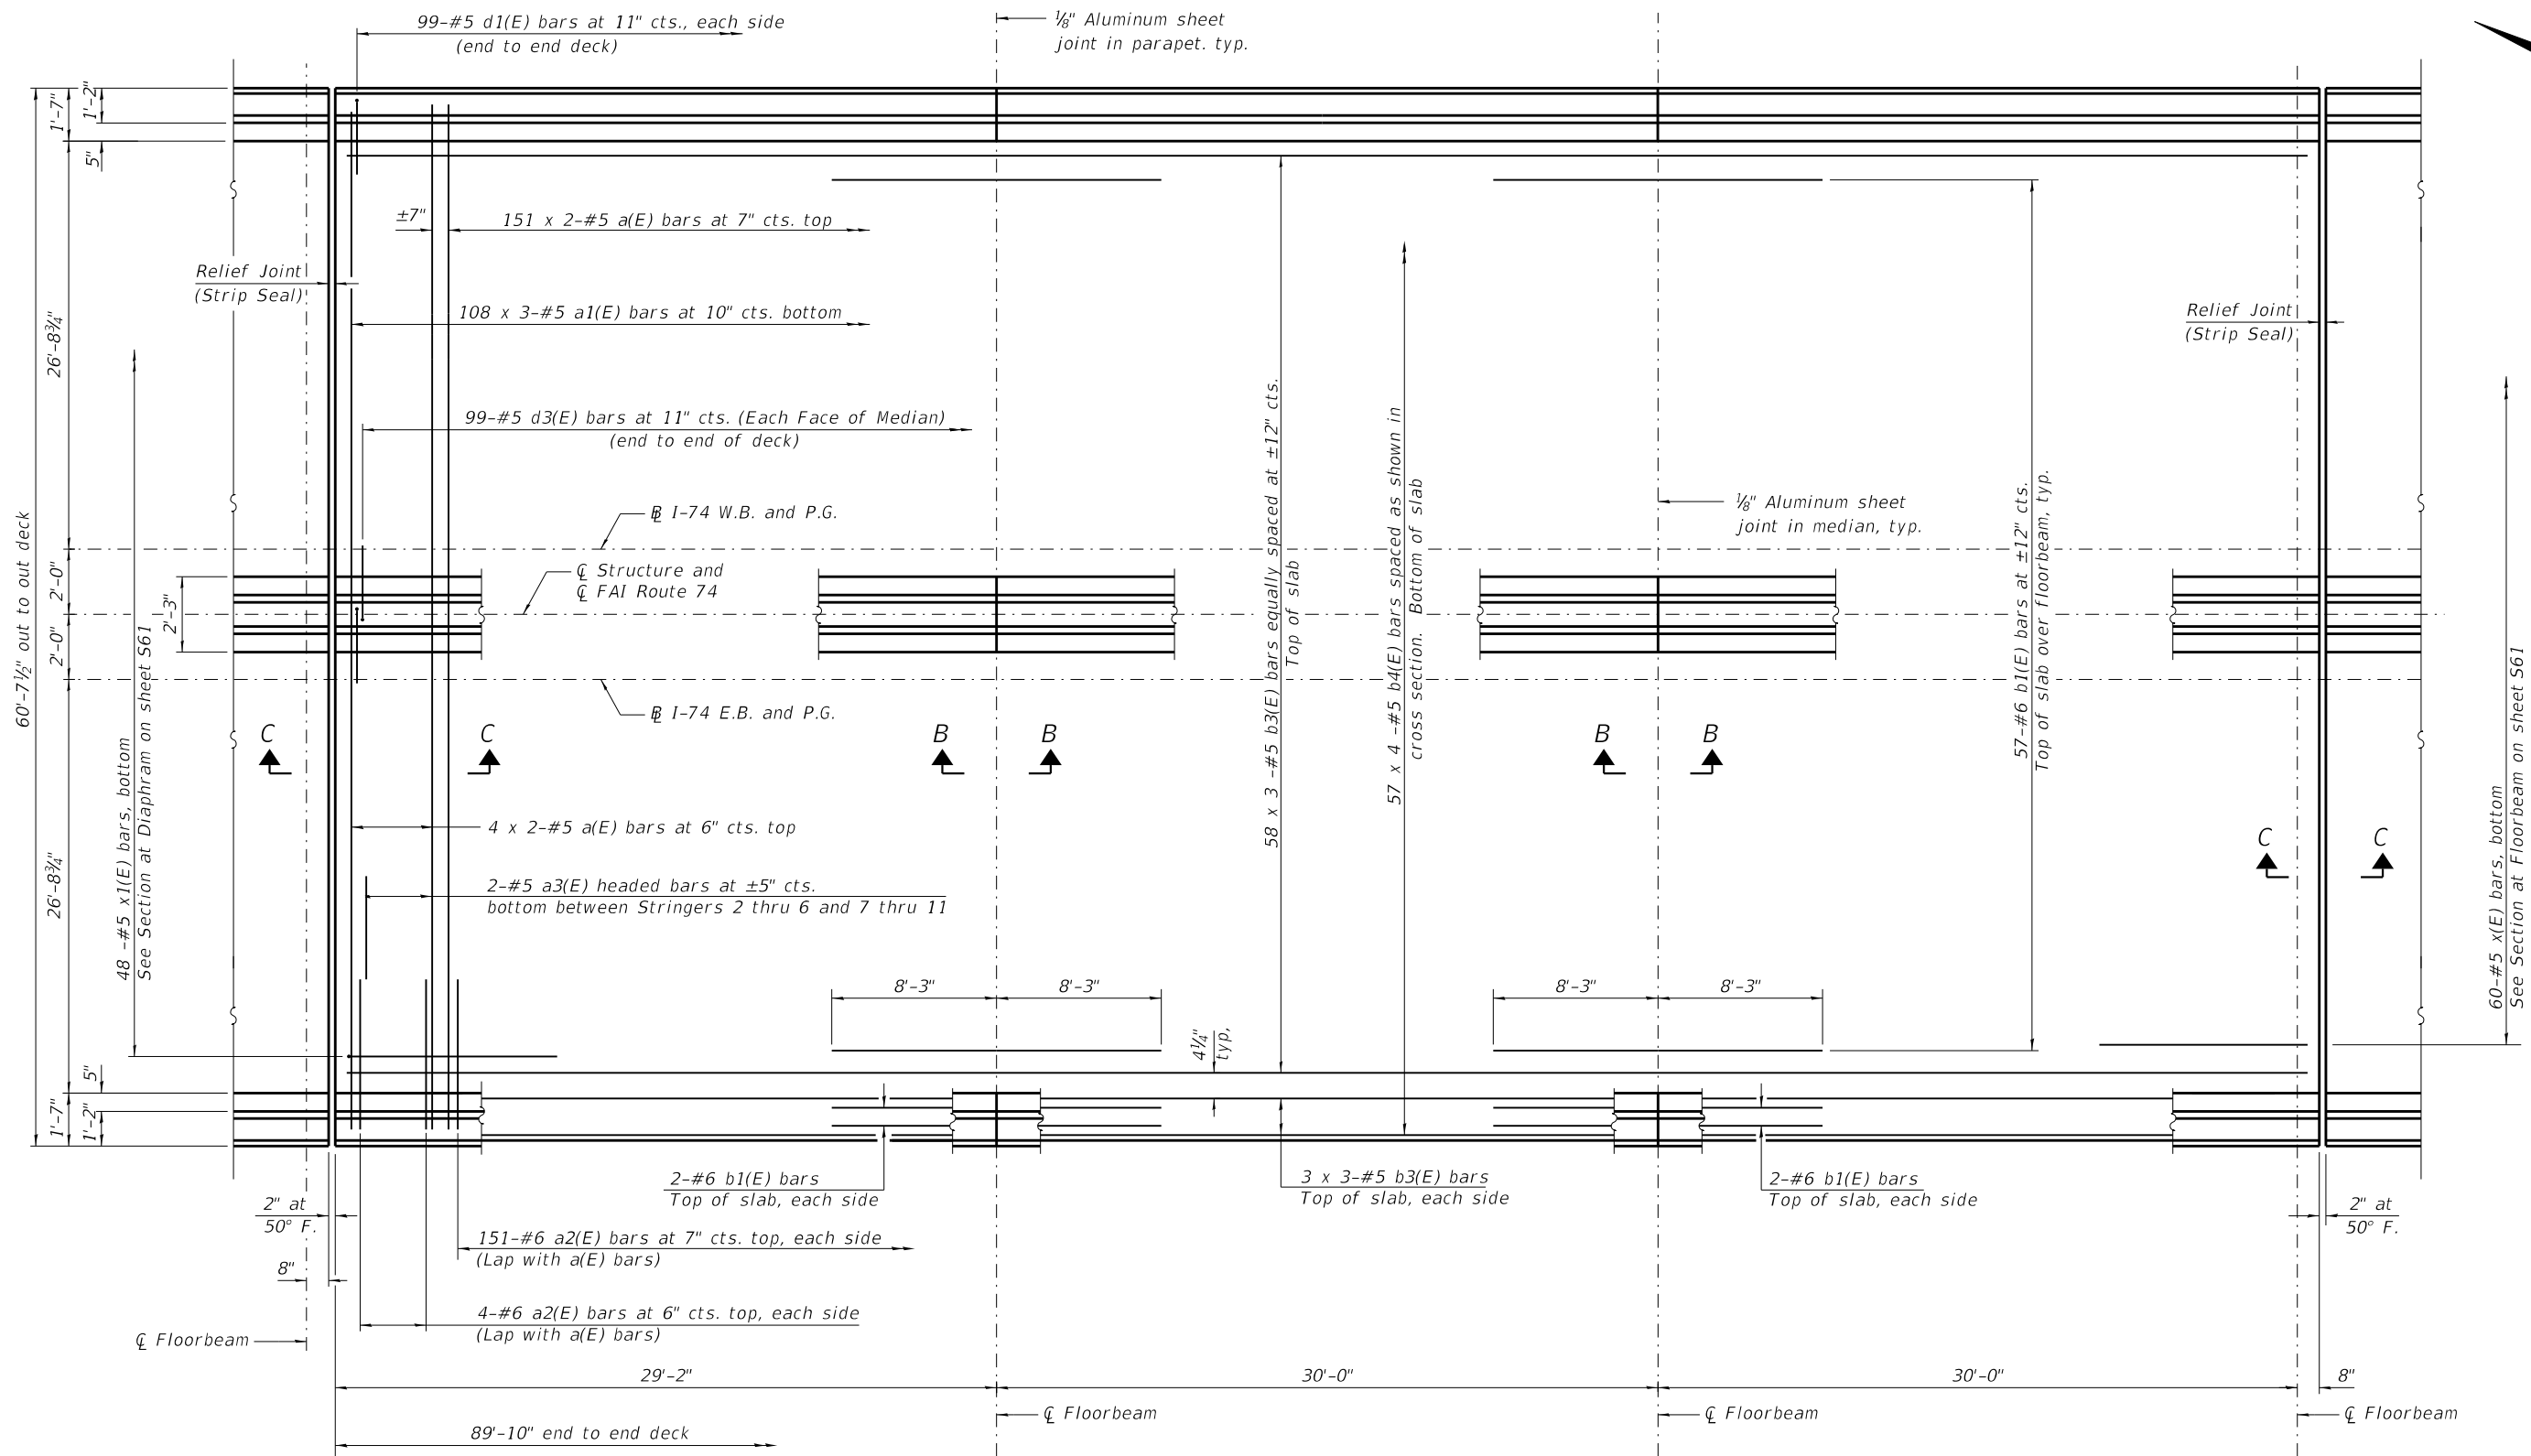 99-#5 d1(E) bars at 11" cts., each side
(end to end deck)
⅛" Aluminum sheet
joint in parapet. typ.
1'-7"
1'-2"
5"
±7"
151 x 2-#5 a(E) bars at 7" cts. top
Relief Joint
(Strip Seal)
108 x 3-#5 a1(E) bars at 10" cts. bottom
Relief Joint
(Strip Seal)
26'-8¾"
99-#5 d3(E) bars at 11" cts. (Each Face of Median)
(end to end of deck)
58 x 3 -#5 b3(E) bars equally spaced at ±12" cts.
Top of slab
57 x 4 -#5 b4(E) bars spaced as shown in
cross section. Bottom of slab
57-#6 b1(E) bars at ±12" cts.
Top of slab over floorbeam, typ.
⅛" Aluminum sheet
joint in median, typ.
60'-7½" out to out deck
℄ I-74 W.B. and P.G.
℄ Structure and
℄ FAI Route 74
2'-0"
2'-0"
2'-3"
℄ I-74 E.B. and P.G.
48 -#5 x1(E) bars, bottom
See Section at Diaphram on sheet S61
60-#5 x(E) bars, bottom
See Section at Floorbeam on sheet S61
C
C
B
B
B
B
C
C
4 x 2-#5 a(E) bars at 6" cts. top
26'-8¾"
2-#5 a3(E) headed bars at ±5" cts.
bottom between Stringers 2 thru 6 and 7 thru 11
8'-3"
8'-3"
8'-3"
8'-3"
4¼"
typ,
5"
1'-7"
1'-2"
2-#6 b1(E) bars
Top of slab, each side
3 x 3-#5 b3(E) bars
Top of slab, each side
2-#6 b1(E) bars
Top of slab, each side
2" at
50° F.
2" at
50° F.
151-#6 a2(E) bars at 7" cts. top, each side
(Lap with a(E) bars)
8"
4-#6 a2(E) bars at 6" cts. top, each side
(Lap with a(E) bars)
℄ Floorbeam
29'-2"
30'-0"
30'-0"
8"
℄ Floorbeam
℄ Floorbeam
℄ Floorbeam
89'-10" end to end deck